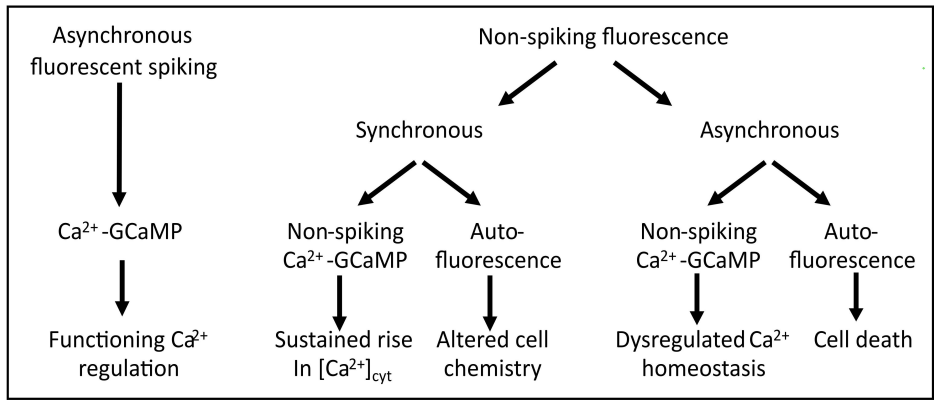 Asynchronous
fluorescent spiking
Ca²⁺-GCaMP
Functioning Ca²⁺
regulation
Non-spiking fluorescence
Synchronous
Asynchronous
Non-spiking
Ca²⁺-GCaMP
Auto-
fluorescence
Non-spiking
Ca²⁺-GCaMP
Auto-
fluorescence
Sustained rise
In [Ca²⁺]cyt
Altered cell
chemistry
Dysregulated Ca²⁺
homeostasis
Cell death